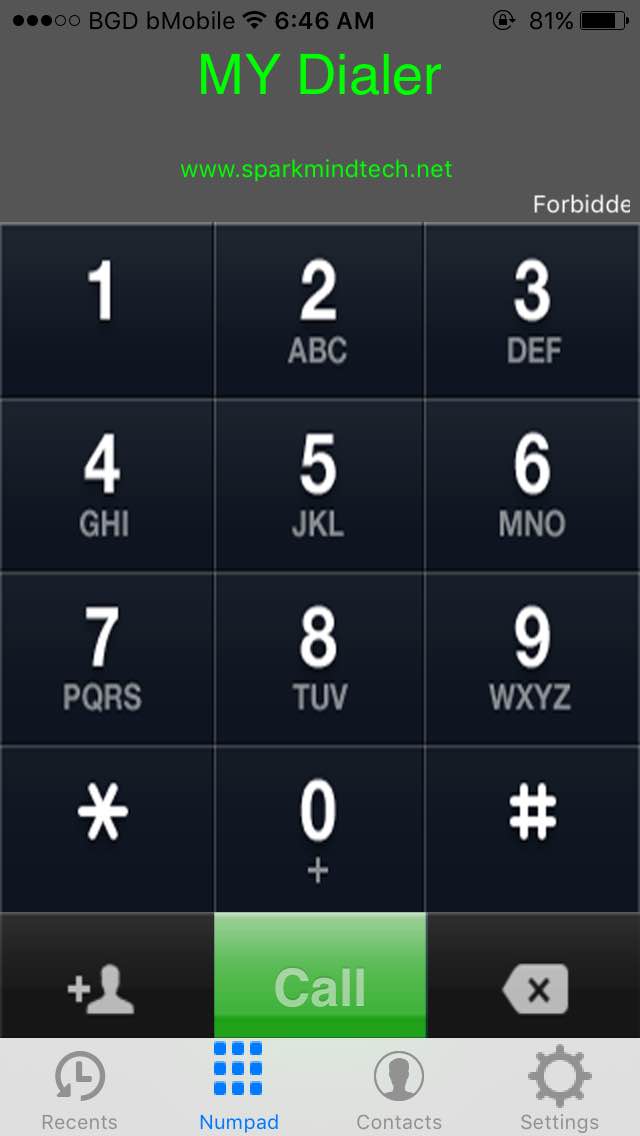 BGD bMobile 6:46 AM 81%
MY Dialer
www.sparkmindtech.net
Forbidde
1 2 3
ABC DEF
4 5 6
GHI JKL MNO
7 8 9
PQRS TUV WXYZ
* 0 #
+
Call
Recents Numpad Contacts Settings